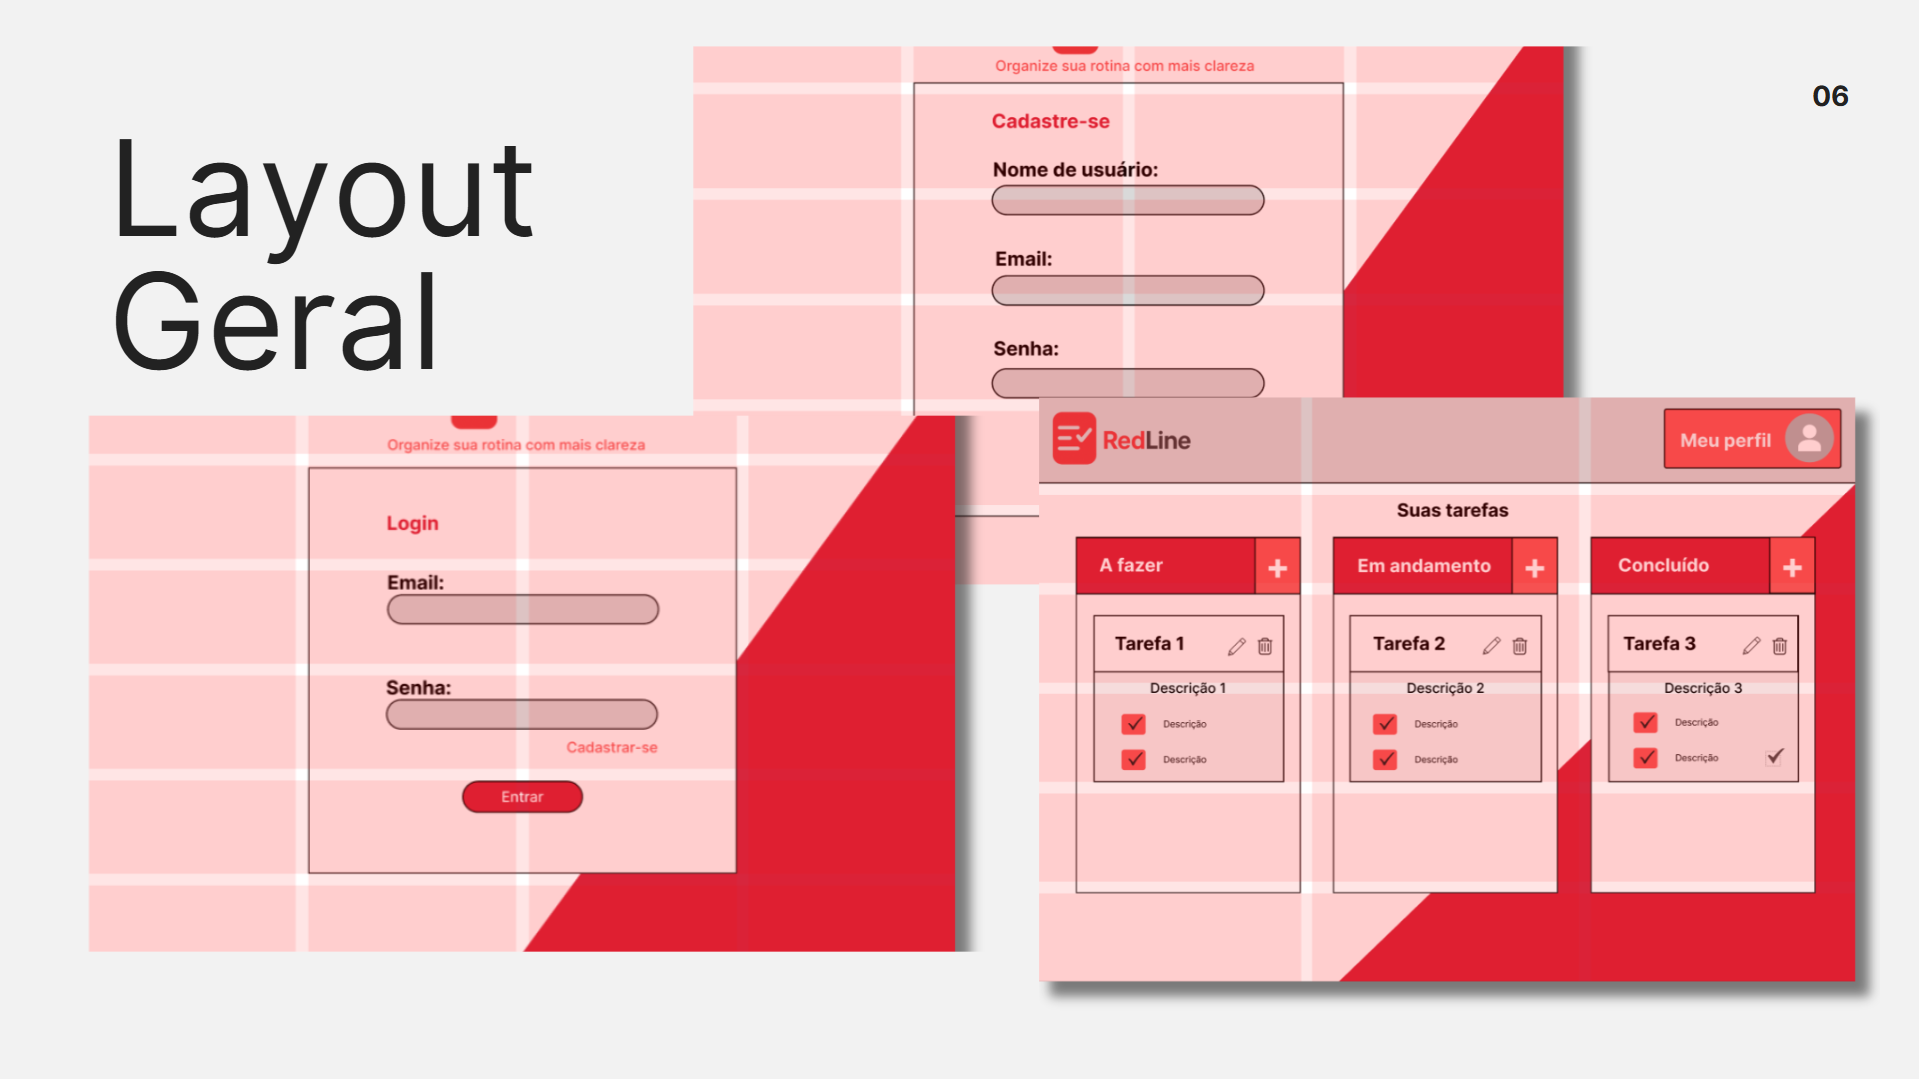 Layout
Geral
06
Organize sua rotina com mais clareza
Cadastre-se
Nome de usuário:
Email:
Senha:
Organize sua rotina com mais clareza
Login
Email:
Senha:
Cadastrar-se
Entrar
RedLine
Meu perfil
Suas tarefas
A fazer
+
Em andamento
+
Concluído
+
Tarefa 1
Descrição 1
Descrição
Descrição
Tarefa 2
Descrição 2
Descrição
Descrição
Tarefa 3
Descrição 3
Descrição
Descrição